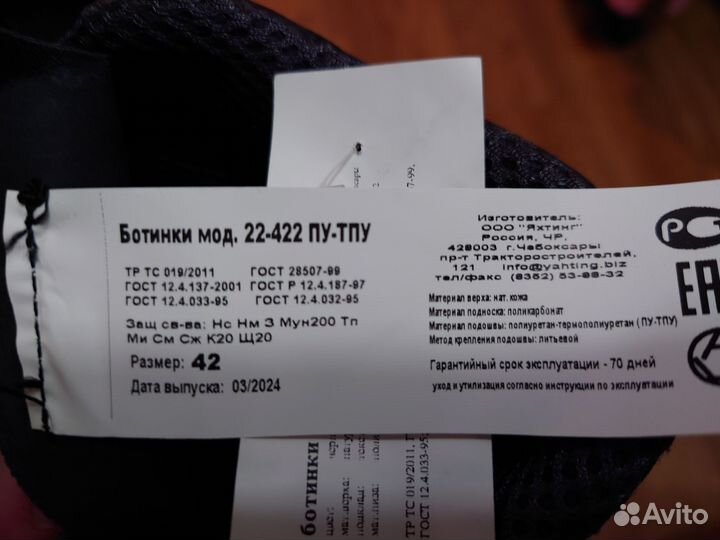 Ботинки мод. 22-422 ПУ-ТПУ
ТР ТС 019/2011 ГОСТ 28507-99
ГОСТ 12.4.137-2001 ГОСТ Р 12.4.187-97
ГОСТ 12.4.033-95 ГОСТ 12.4.032-95
Защ св-ва: Нс Нм З Мун200 Тп
Ми См Сж К20 Щ20
Размер: 42
Дата выпуска: 03/2024
Изготовитель:
ООО "Яхтинг"
Россия, ЧР,
428003 г.Чебоксары
пр-т Тракторостроителей,
121 info@yahting.biz
тел/факс (8352) 53-88-32
Материал верха: нат. кожа
Материал подноска: поликарбонат
Материал подошвы: полиуретан-термополиуретан (ПУ-ТПУ)
Метод крепления подошвы: литьевой
Гарантийный срок эксплуатации - 70 дней
уход и утилизация согласно инструкции по эксплуатации
РG
ЕА
ботинки
цвет:
подклад:
ТР ТС 019/2011,
ГОСТ 12.4.033-95
Avito